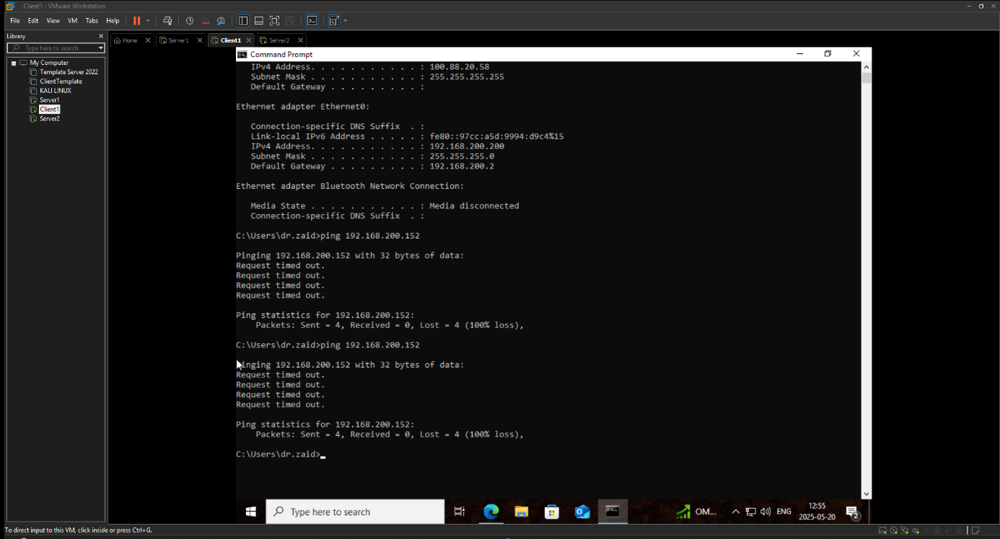 Client1 - VMware Workstation
File Edit View VM Tabs Help
Library
Type here to search
My Computer
Template Server 2022
ClientTemplate
KALI LINUX
Server1
Client1
Server2
Home Server1 Client1 Server2
Command Prompt
IPv4 Address. . . . . . . . . . . : 100.88.20.58
Subnet Mask . . . . . . . . . . . : 255.255.255.255
Default Gateway . . . . . . . . . :
Ethernet adapter Ethernet0:
Connection-specific DNS Suffix . :
Link-local IPv6 Address . . . . . : fe80::97cc:a5d:9994:d9c4%15
IPv4 Address. . . . . . . . . . . : 192.168.200.200
Subnet Mask . . . . . . . . . . . : 255.255.255.0
Default Gateway . . . . . . . . . : 192.168.200.2
Ethernet adapter Bluetooth Network Connection:
Media State . . . . . . . . . . . : Media disconnected
Connection-specific DNS Suffix . :
C:\Users\dr.zaid>ping 192.168.200.152
Pinging 192.168.200.152 with 32 bytes of data:
Request timed out.
Request timed out.
Request timed out.
Request timed out.
Ping statistics for 192.168.200.152:
Packets: Sent = 4, Received = 0, Lost = 4 (100% loss),
C:\Users\dr.zaid>ping 192.168.200.152
Pinging 192.168.200.152 with 32 bytes of data:
Request timed out.
Request timed out.
Request timed out.
Request timed out.
Ping statistics for 192.168.200.152:
Packets: Sent = 4, Received = 0, Lost = 4 (100% loss),
C:\Users\dr.zaid>
Type here to search
OM... ENG
12:55
2025-05-20
2
To direct input to this VM, click inside or press Ctrl+G.